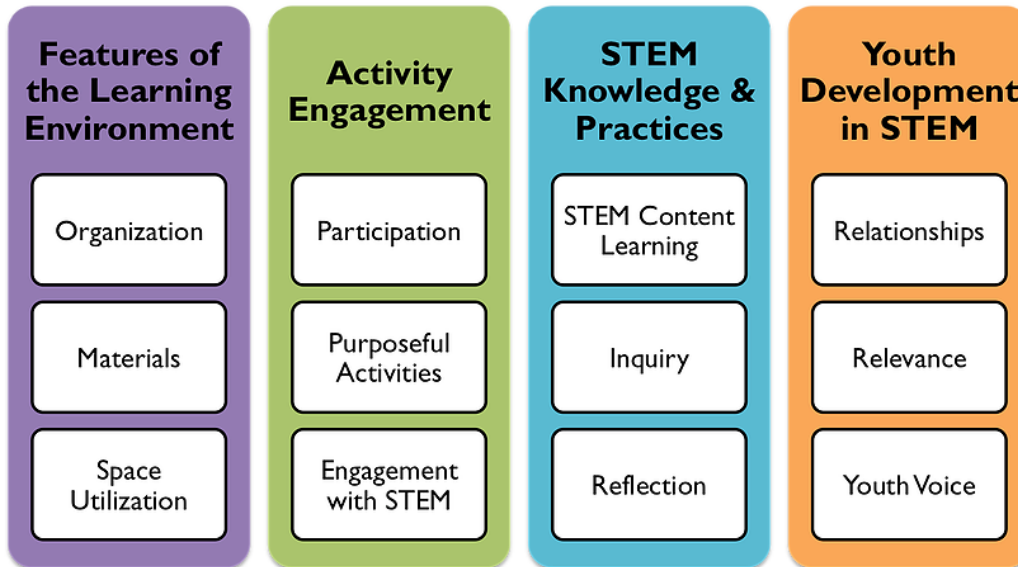 Features of
the Learning
Environment
Organization
Materials
Space
Utilization
Activity
Engagement
Participation
Purposeful
Activities
Engagement
with STEM
STEM
Knowledge &
Practices
STEM Content
Learning
Inquiry
Reflection
Youth
Development
in STEM
Relationships
Relevance
Youth Voice